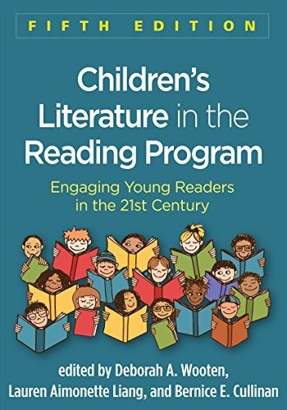 FIFTH EDITION
Children's
Literature in the
Reading Program
Engaging Young Readers
in the 21st Century
edited by Deborah A. Wooten,
Lauren Aimonette Liang, and Bernice E. Cullinan